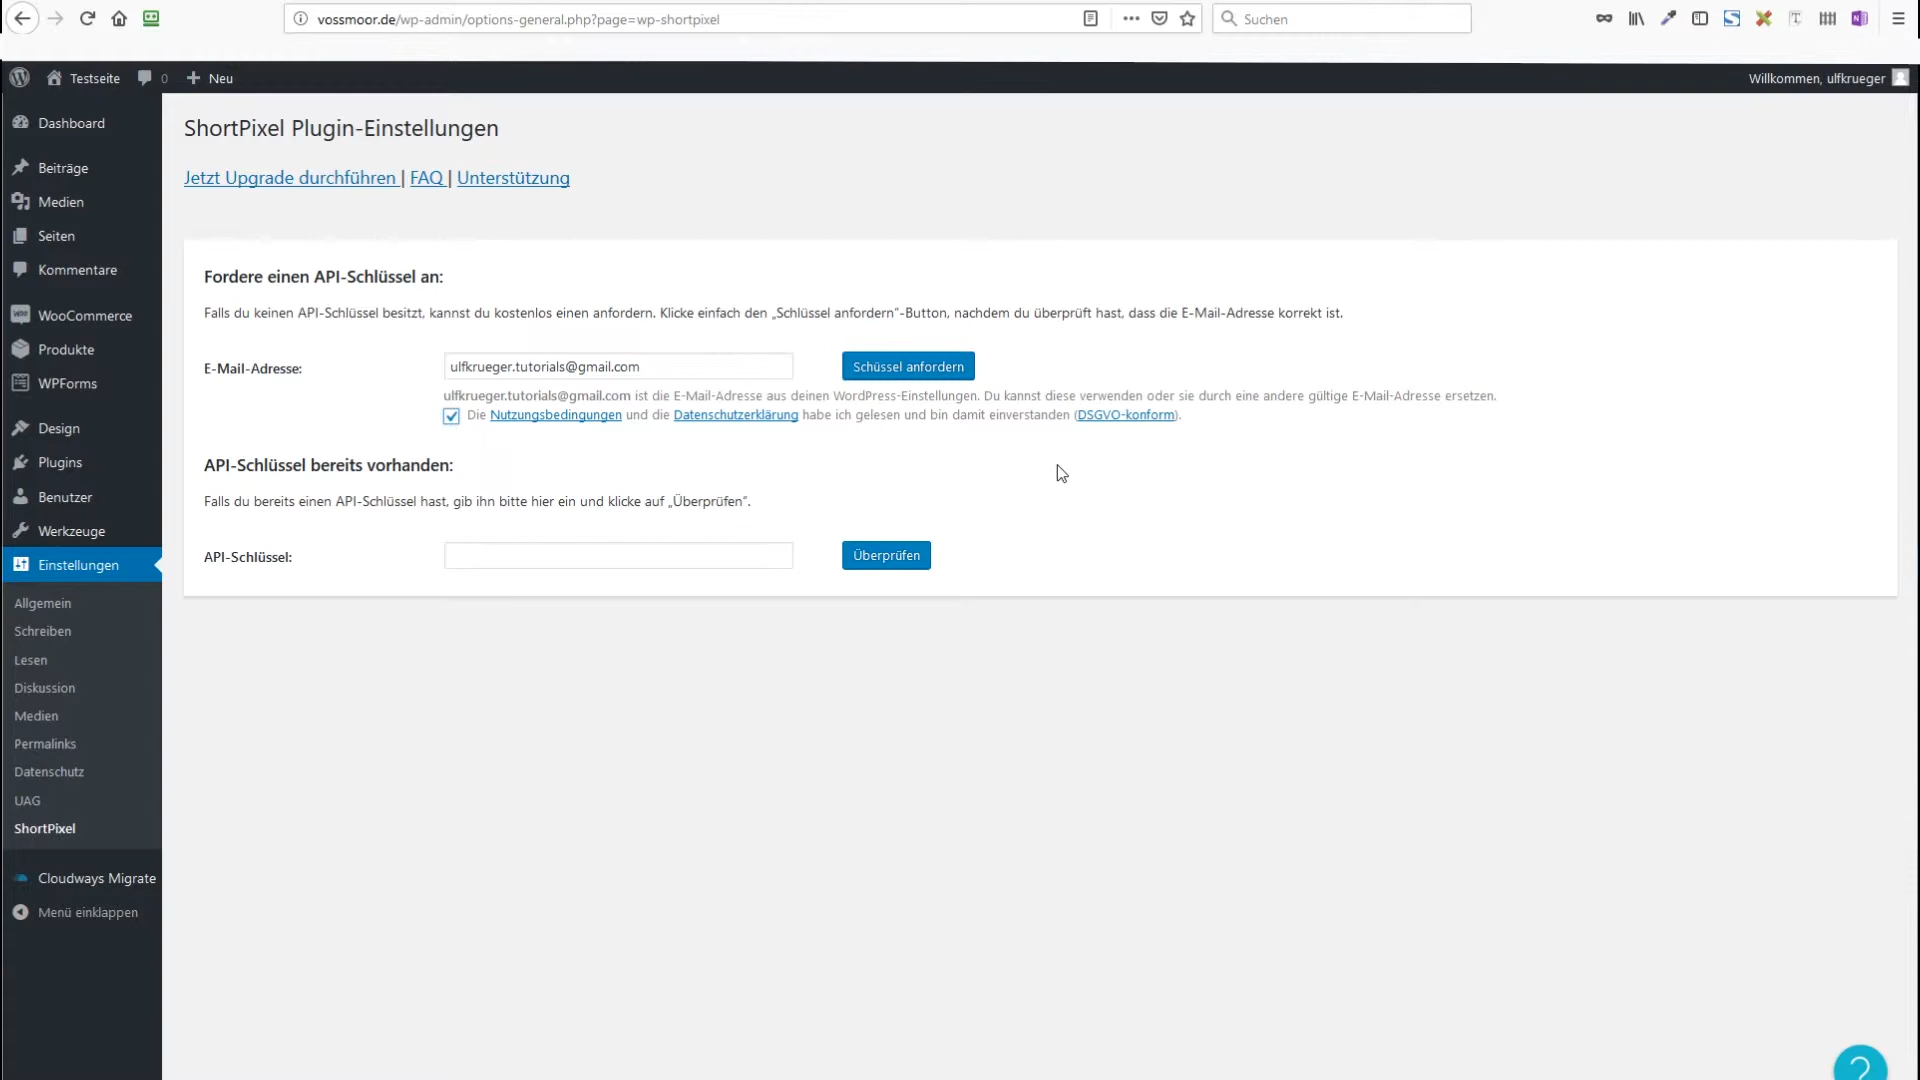 vossmoor.de/wp-admin/options-general.php?page=wp-shortpixel
Suchen
Testseite
0
Neu
Willkommen, ulfkrueger
Dashboard
Beiträge
Medien
Seiten
Kommentare
WooCommerce
Produkte
WPForms
Design
Plugins
Benutzer
Werkzeuge
Einstellungen
Allgemein
Schreiben
Lesen
Diskussion
Medien
Permalinks
Datenschutz
UAG
ShortPixel
Cloudways Migrate
Menü einklappen
ShortPixel Plugin-Einstellungen
Jetzt Upgrade durchführen | FAQ | Unterstützung
Fordere einen API-Schlüssel an:
Falls du keinen API-Schlüssel besitzt, kannst du kostenlos einen anfordern. Klicke einfach den „Schlüssel anfordern“-Button, nachdem du überprüft hast, dass die E-Mail-Adresse korrekt ist.
E-Mail-Adresse:
ulfkrueger.tutorials@gmail.com
Schüssel anfordern
ulfkrueger.tutorials@gmail.com ist die E-Mail-Adresse aus deinen WordPress-Einstellungen. Du kannst diese verwenden oder sie durch eine andere gültige E-Mail-Adresse ersetzen.
Die Nutzungsbedingungen und die Datenschutzerklärung habe ich gelesen und bin damit einverstanden (DSGVO-konform).
API-Schlüssel bereits vorhanden:
Falls du bereits einen API-Schlüssel hast, gib ihn bitte hier ein und klicke auf „Überprüfen“.
API-Schlüssel:
Überprüfen
?